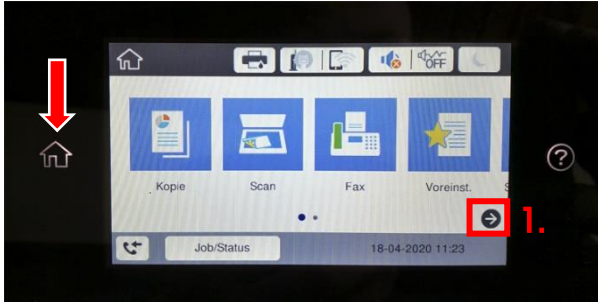 OFF
Kopie
Scan
Fax
Voreinst.
S
1.
Job/Status
18-04-2020 11:23
?